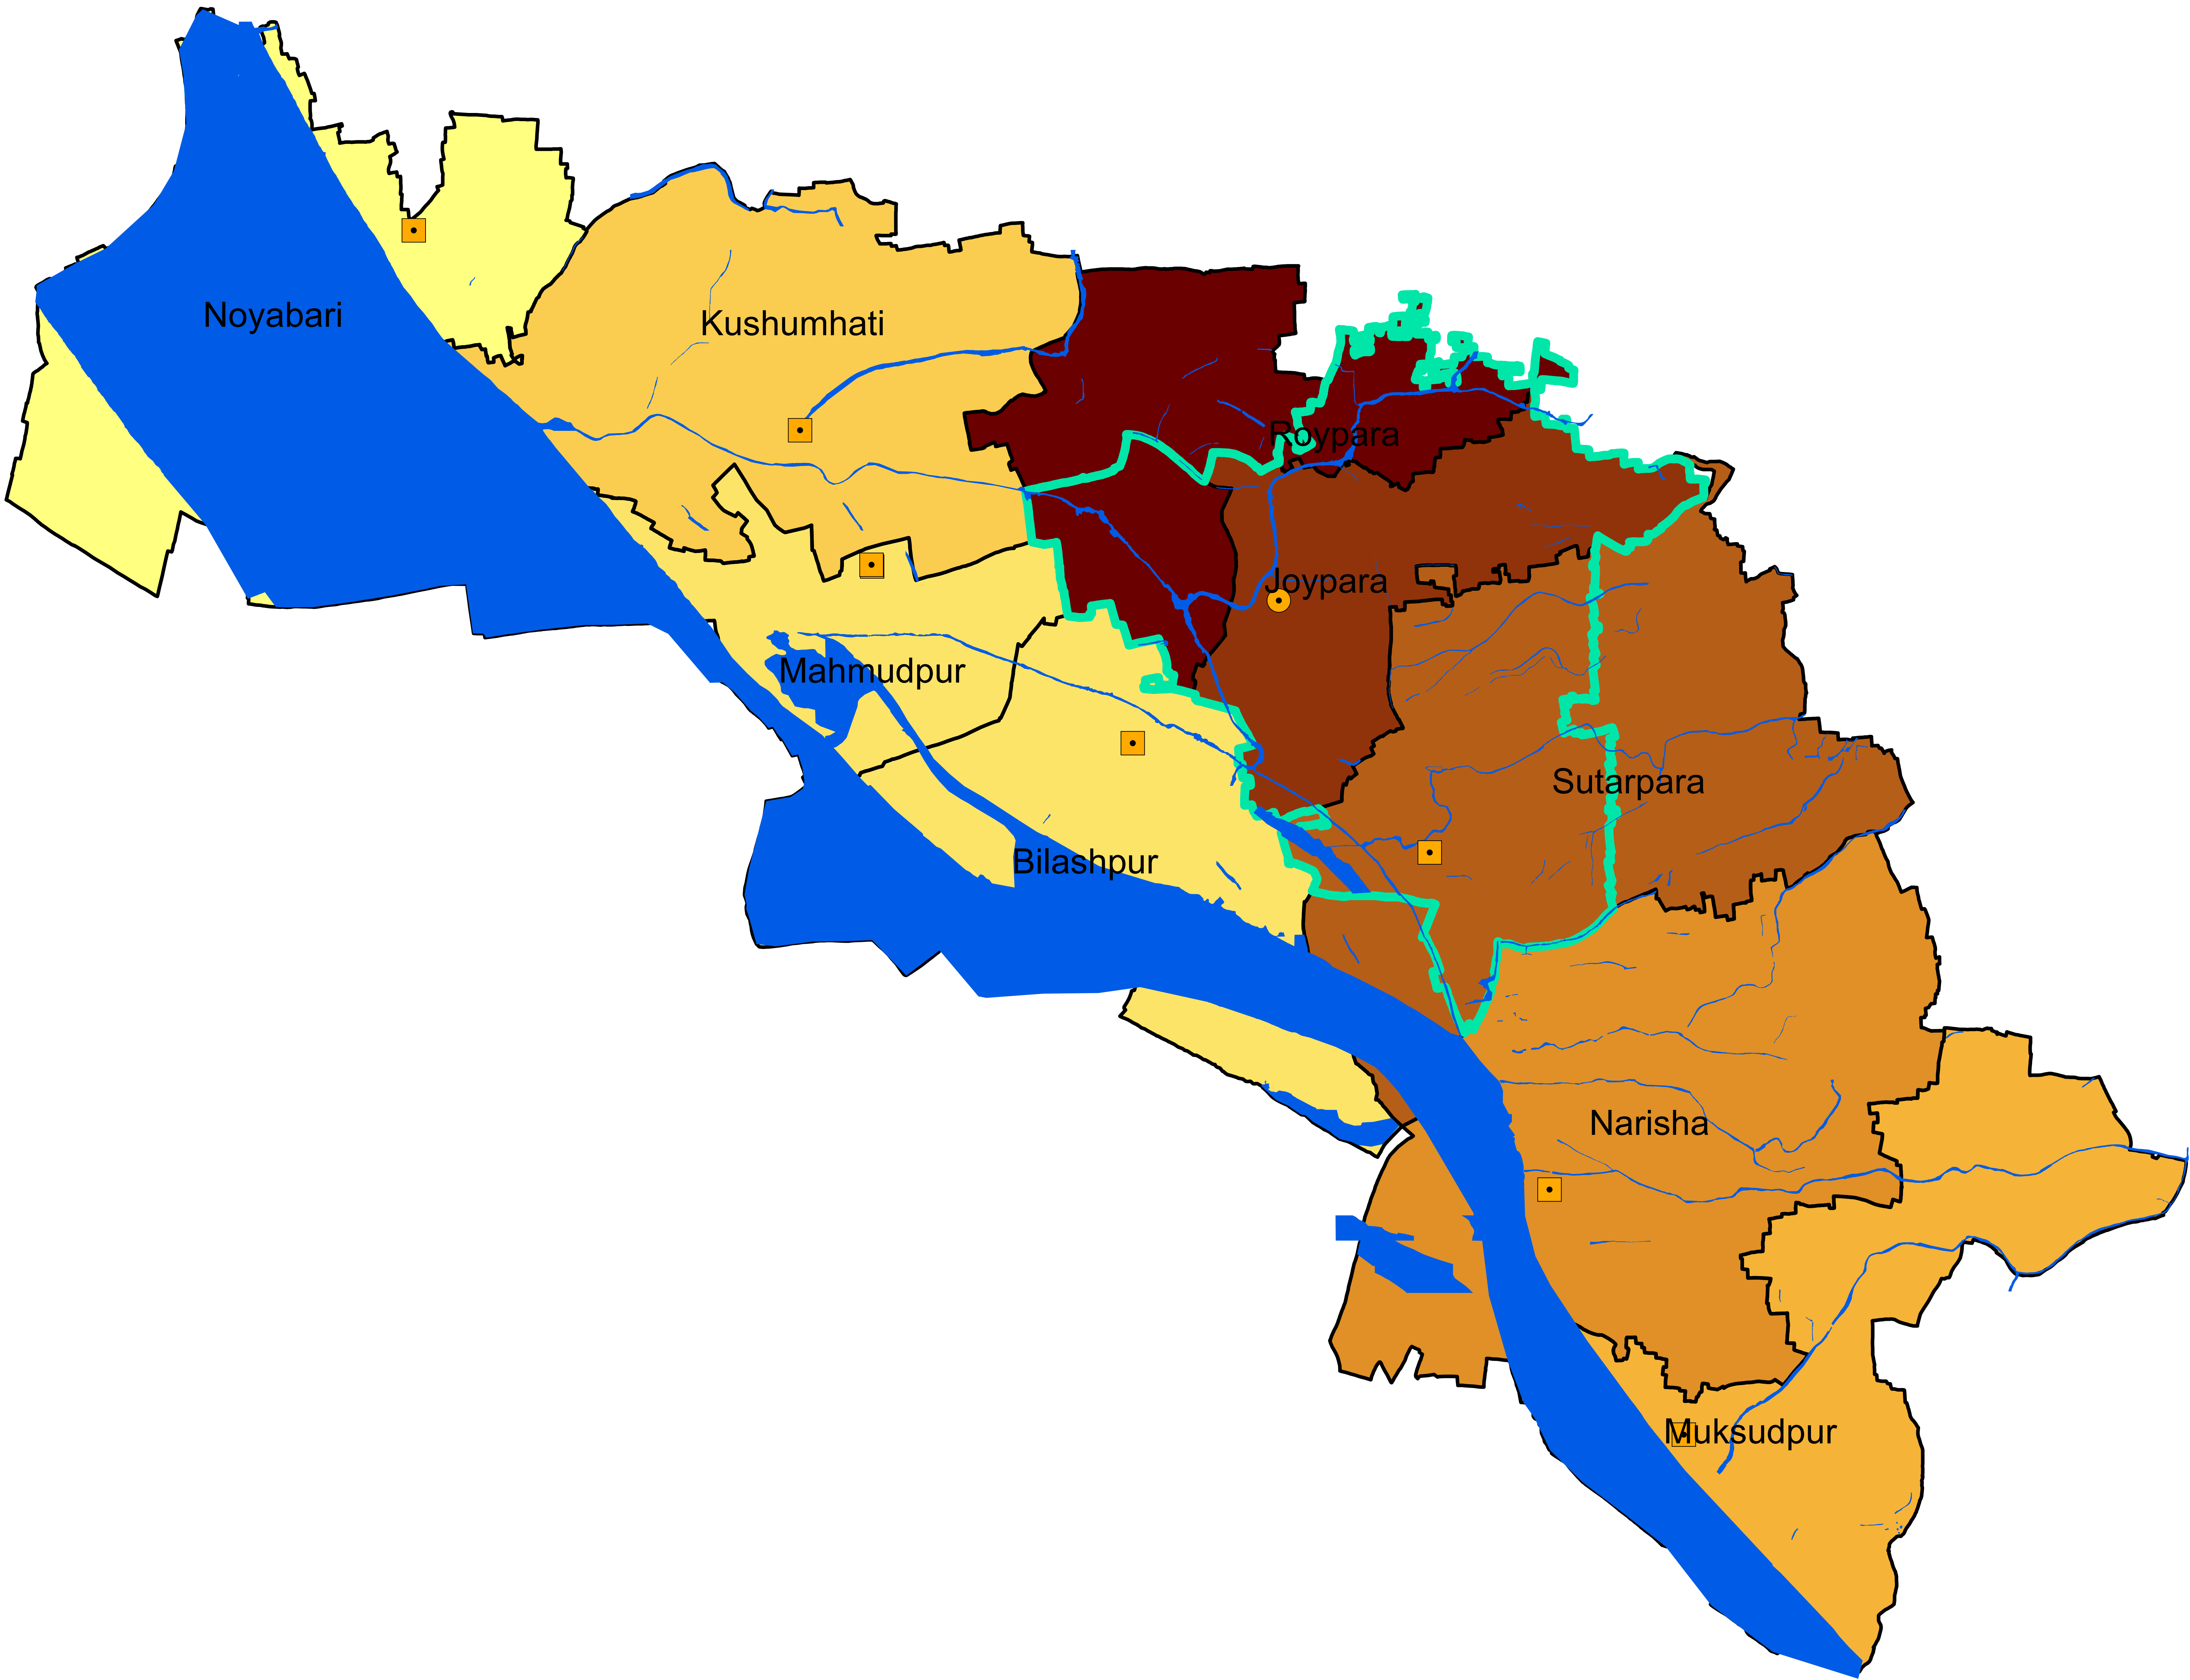 Noyabari
Kushumhati
Roypara
Joypara
Mahmudpur
Sutarpara
Bilashpur
Narisha
Muksudpur